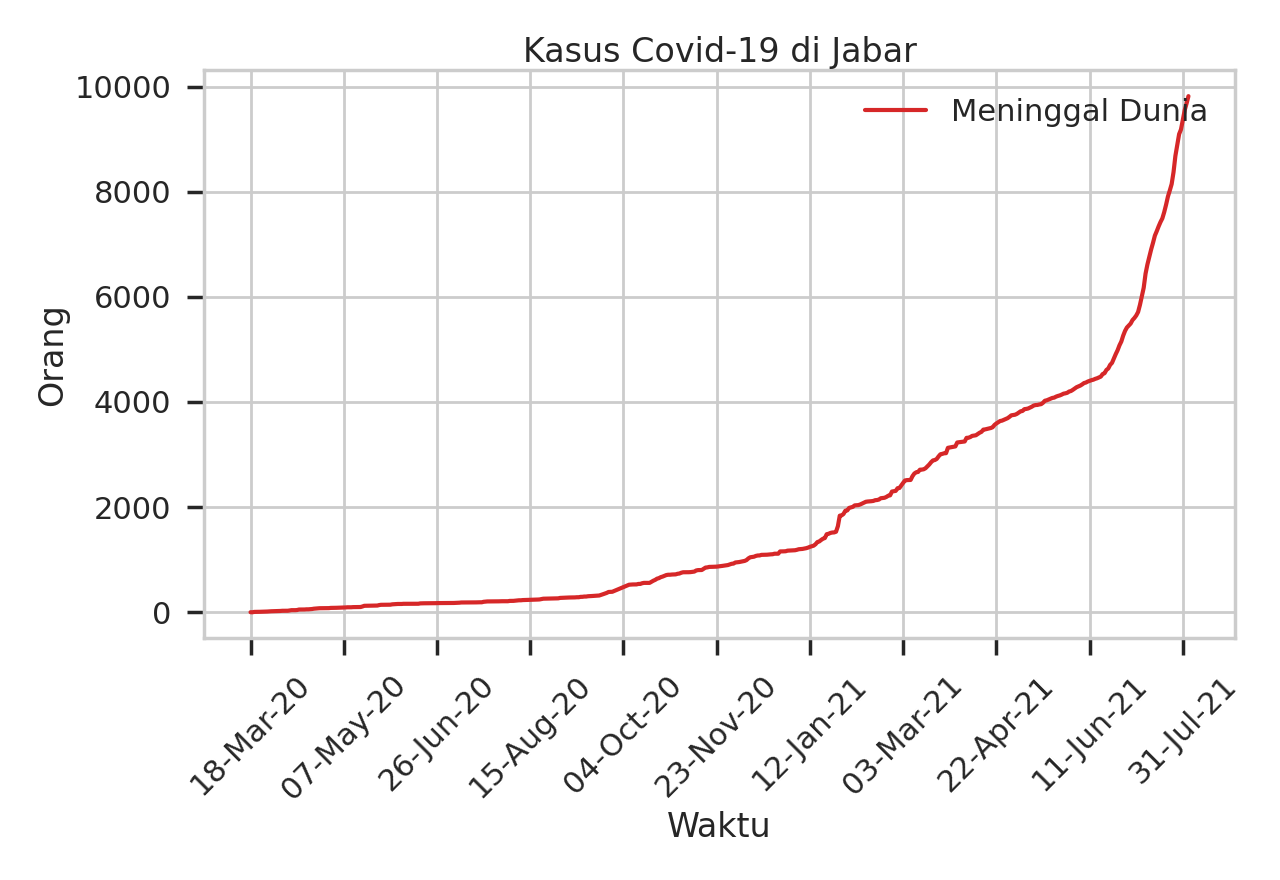 Kasus Covid-19 di Jabar
Meninggal Dunia
Orang
10000
8000
6000
4000
2000
0
18-Mar-20
07-May-20
26-Jun-20
15-Aug-20
04-Oct-20
23-Nov-20
12-Jan-21
03-Mar-21
22-Apr-21
11-Jun-21
31-Jul-21
Waktu